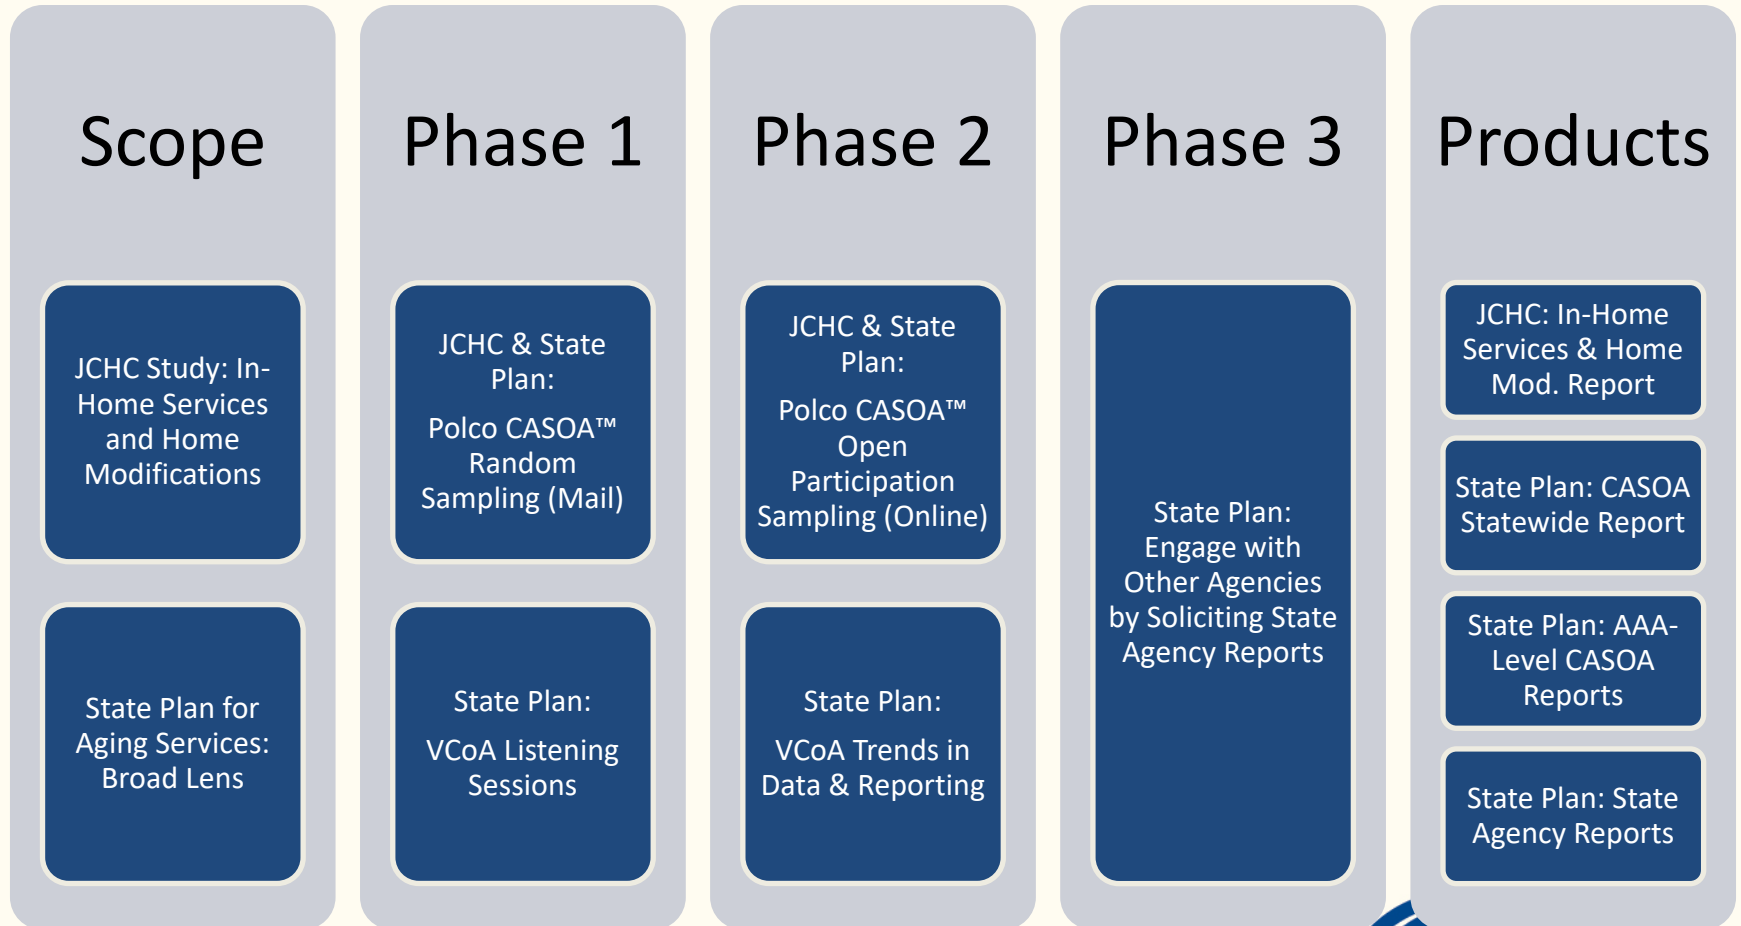 Scope
JCHC Study: In-
Home Services
and Home
Modifications
State Plan for
Aging Services:
Broad Lens
Phase 1
JCHC & State
Plan:
Polco CASOA™
Random
Sampling (Mail)
State Plan:
VCoA Listening
Sessions
Phase 2
JCHC & State
Plan:
Polco CASOA™
Open
Participation
Sampling (Online)
State Plan:
VCoA Trends in
Data & Reporting
Phase 3
State Plan:
Engage with
Other Agencies
by Soliciting State
Agency Reports
Products
JCHC: In-Home
Services & Home
Mod. Report
State Plan: CASOA
Statewide Report
State Plan: AAA-
Level CASOA
Reports
State Plan: State
Agency Reports